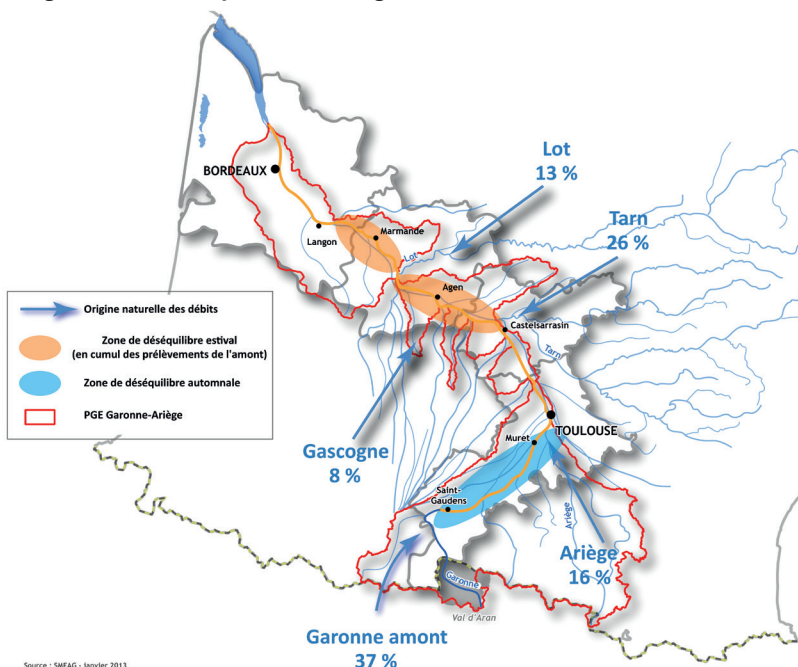 BORDEAUX
Lot
13 %
Tarn
26 %
Langon
Marmande
Lot
Agen
Castelsarrasin
Tarn
Origine naturelle des débits
Zone de déséquilibre estival
(en cumul des prélèvements de l'amont)
Zone de déséquilibre automnale
PGE Garonne-Ariège
Gascogne
8 %
TOULOUSE
Muret
Saint-
Gaudens
Ariège
Ariège
16 %
Garonne
Val d'Aran
Garonne amont
37 %
Source : SMEAG - Janvier 2013